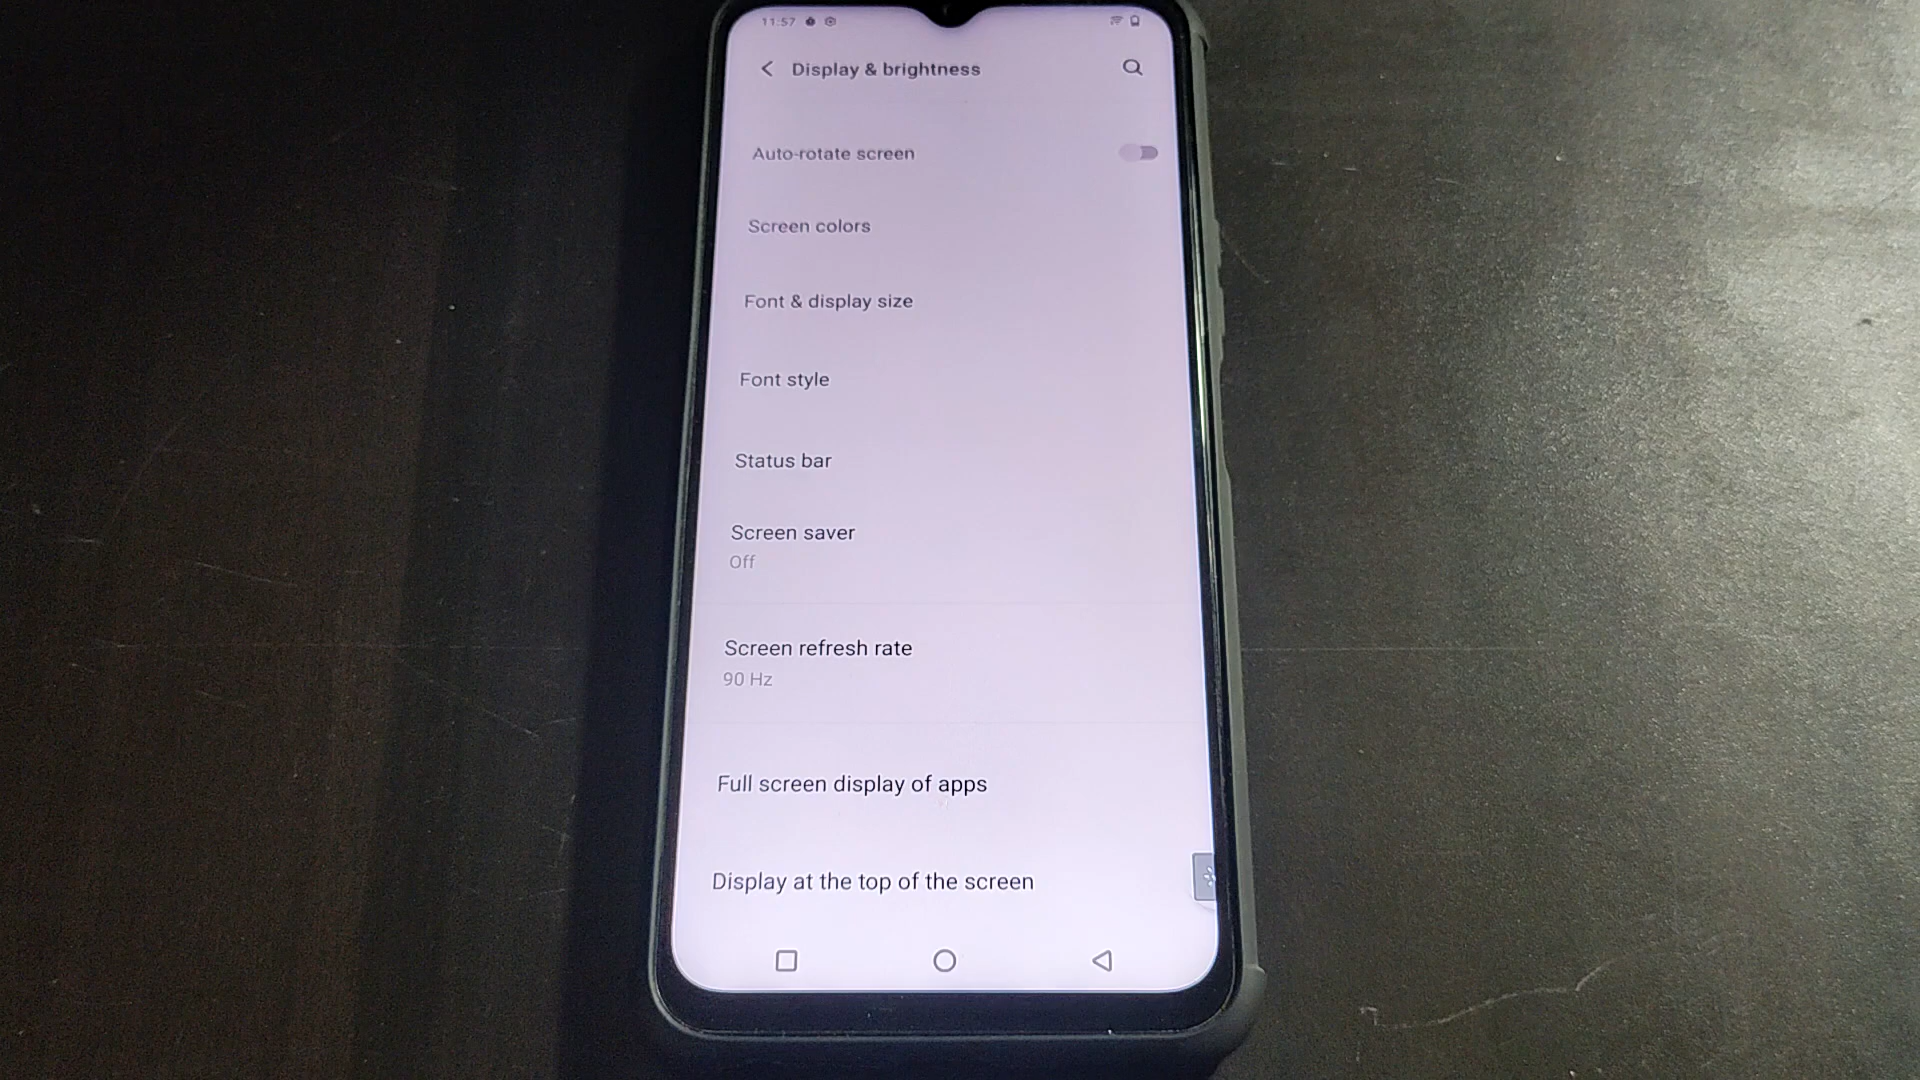 11:57
Display & brightness
Auto-rotate screen
Screen colors
Font & display size
Font style
Status bar
Screen saver
Off
Screen refresh rate
90 Hz
Full screen display of apps
Display at the top of the screen